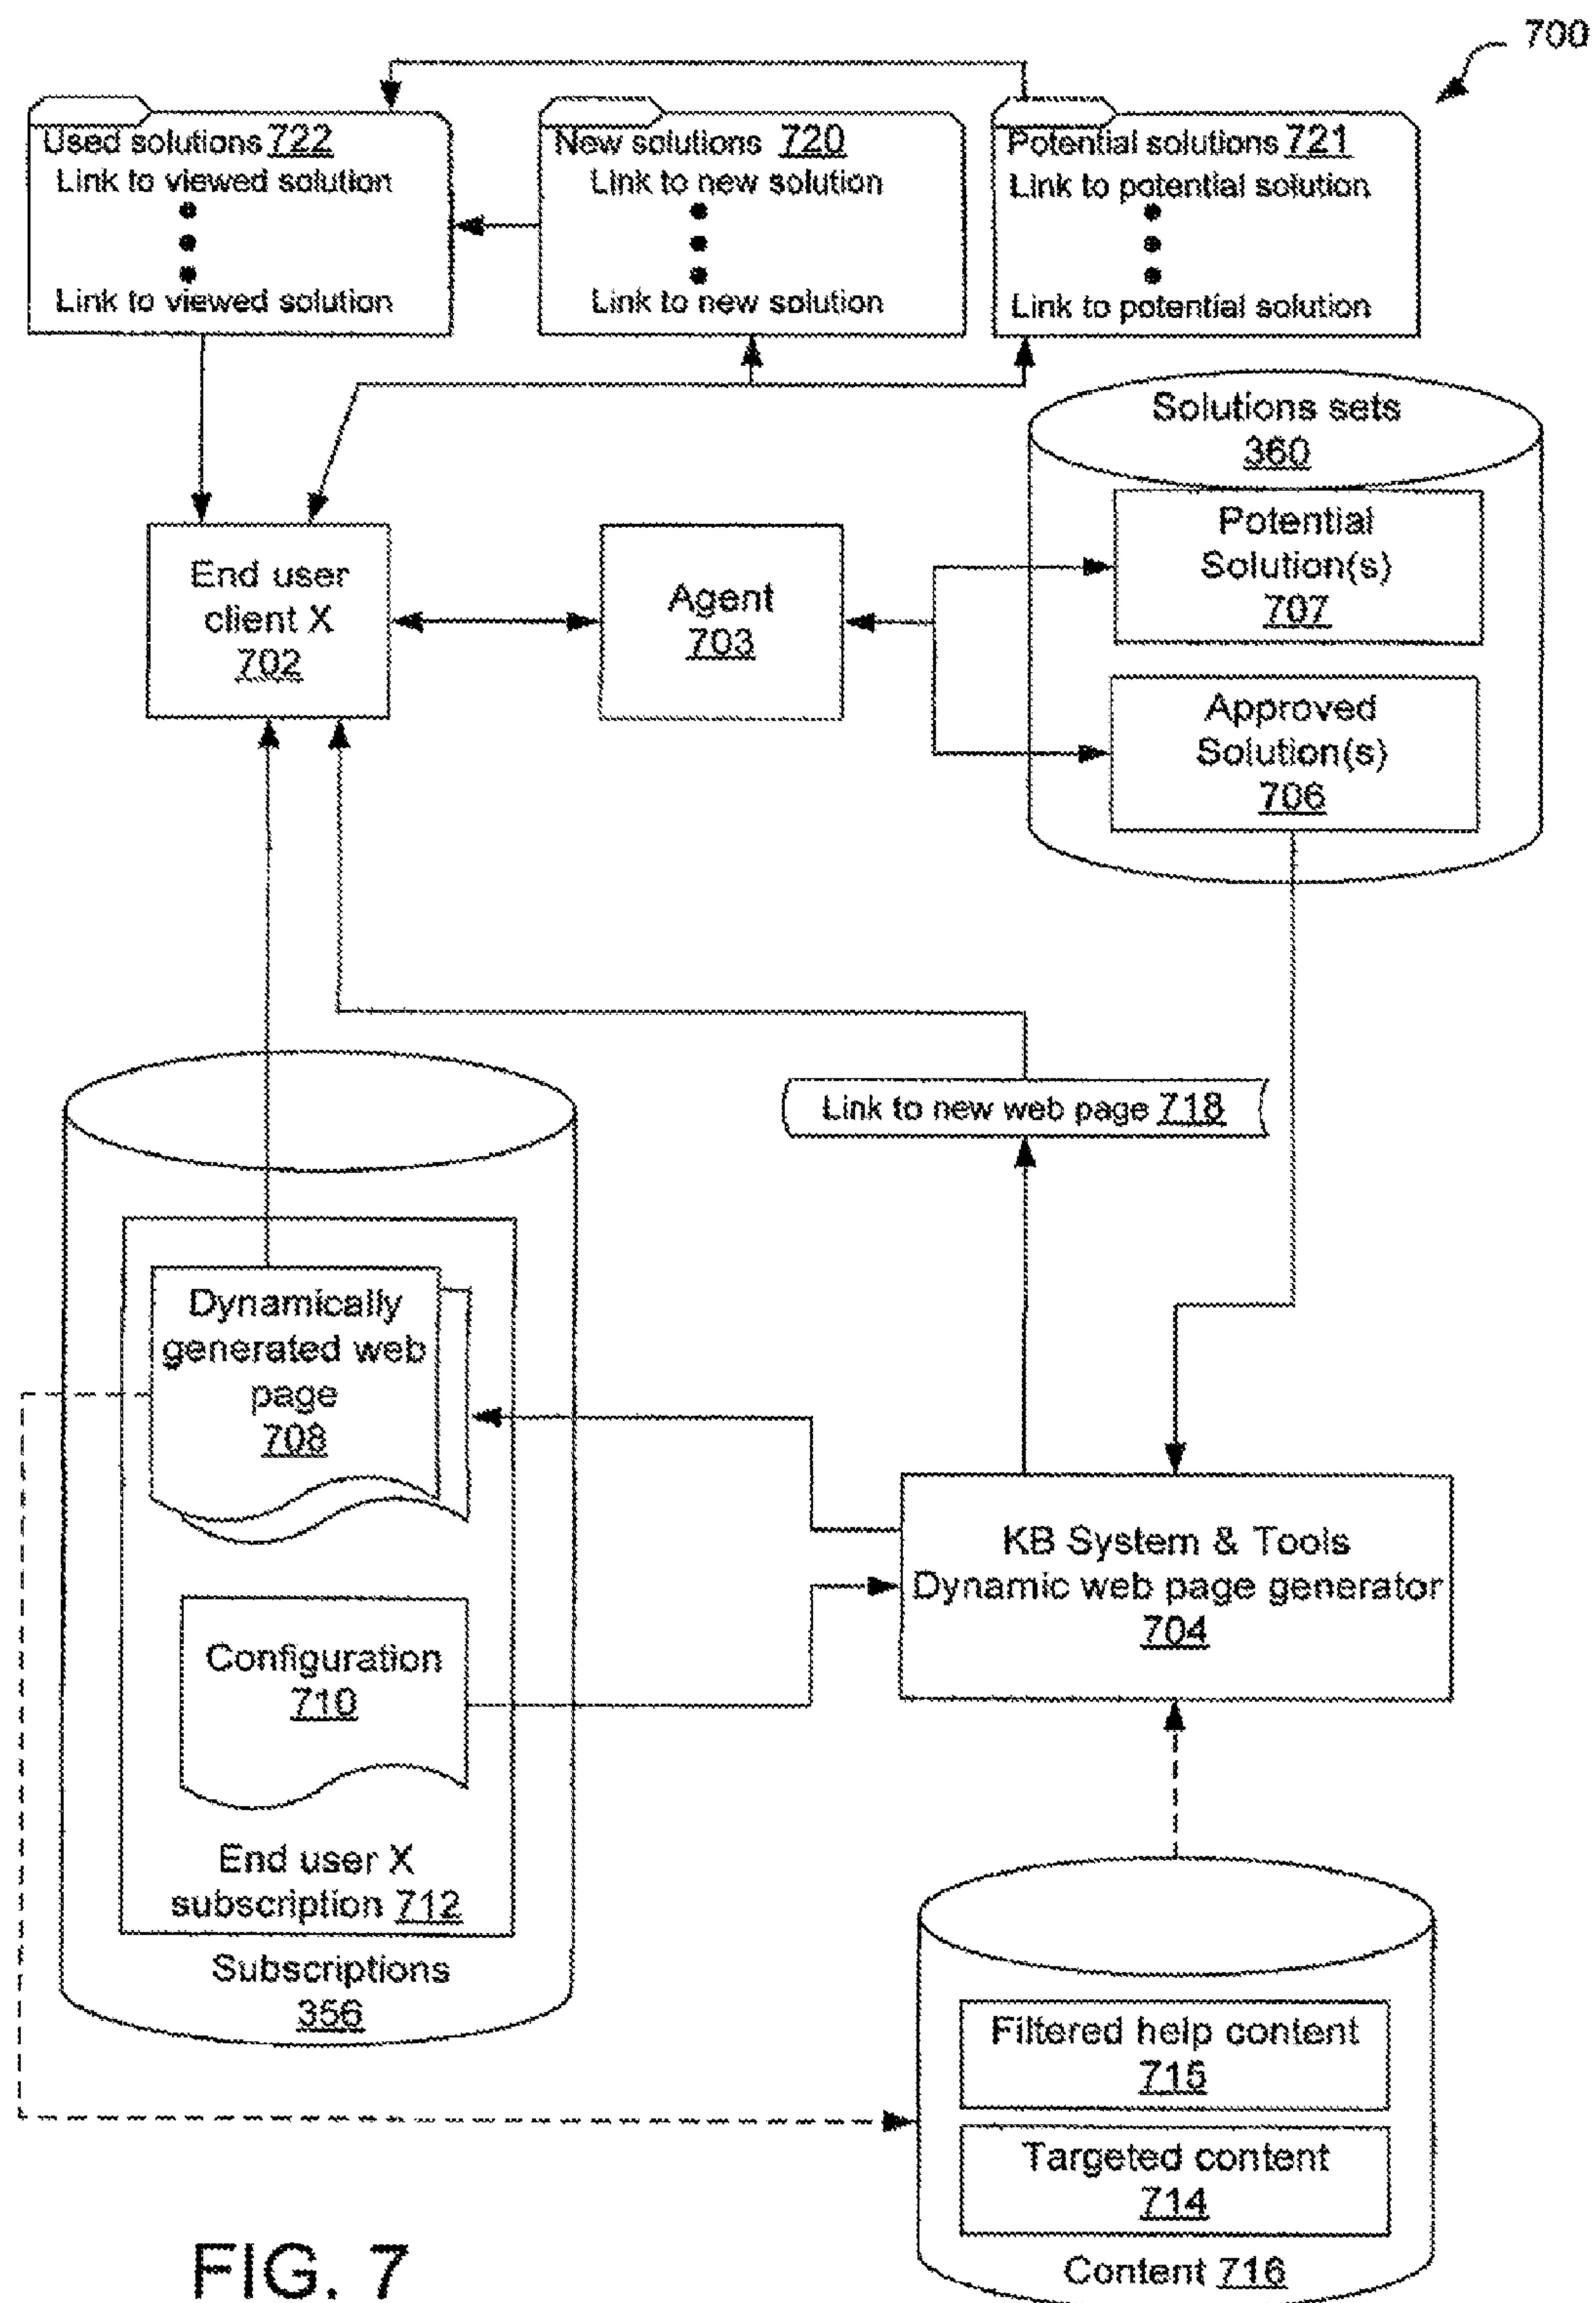 700
Used solutions 722
Link to viewed solution
Link to viewed solution
New solutions 720
Link to new solution
Link to new solution
Potential solutions 721
Link to potential solution
Link to potential solution
Solutions sets
360
Potential
Solution(s)
707
Approved
Solution(s)
706
End user
client X
702
Agent
703
Link to new web page 718
Dynamically
generated web
page
708
Configuration
710
End user X
subscription 712
Subscriptions
356
KB System & Tools
Dynamic web page generator
704
Filtered help content
715
Targeted content
714
Content 716
FIG. 7